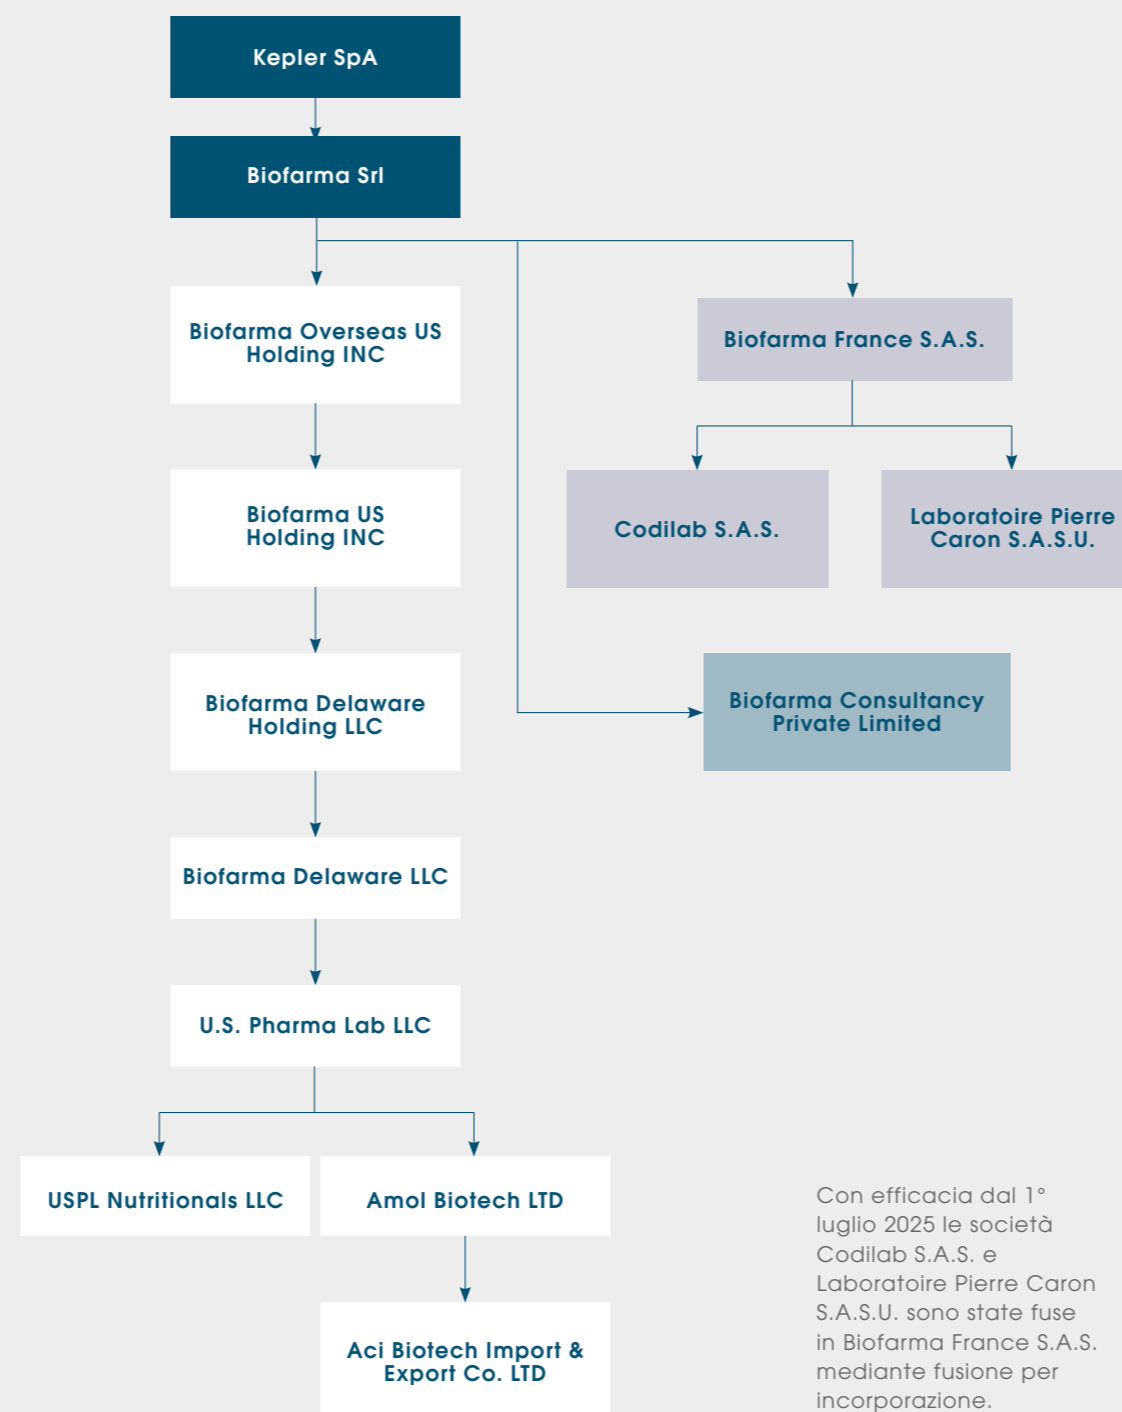 Kepler SpA
Biofarma Srl
Biofarma Overseas US
Holding INC
Biofarma France S.A.S.
Biofarma US
Holding INC
Codilab S.A.S.
Laboratoire Pierre
Caron S.A.S.U.
Biofarma Delaware
Holding LLC
Biofarma Consultancy
Private Limited
Biofarma Delaware LLC
U.S. Pharma Lab LLC
USPL Nutritionals LLC
Amol Biotech LTD
Aci Biotech Import &
Export Co. LTD
Con efficacia dal 1°
luglio 2025 le società
Codilab S.A.S. e
Laboratoire Pierre Caron
S.A.S.U. sono state fuse
in Biofarma France S.A.S.
mediante fusione per
incorporazione.